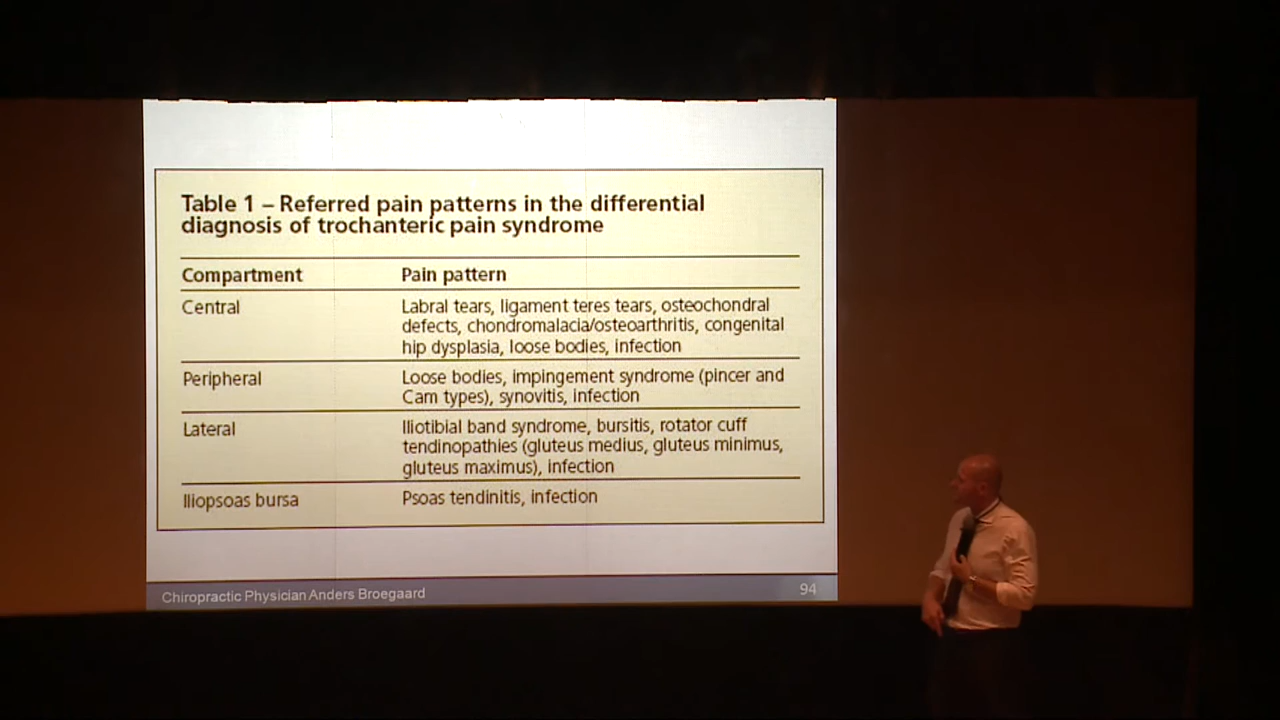 Table 1 – Referred pain patterns in the differential
diagnosis of trochanteric pain syndrome
Compartment Pain pattern
Central Labral tears, ligament teres tears, osteochondral
defects, chondromalacia/osteoarthritis, congenital
hip dysplasia, loose bodies, infection
Peripheral Loose bodies, impingement syndrome (pincer and
Cam types), synovitis, infection
Lateral Iliotibial band syndrome, bursitis, rotator cuff
tendinopathies (gluteus medius, gluteus minimus,
gluteus maximus), infection
Iliopsoas bursa Psoas tendinitis, infection
Chiropractic Physician Anders Broegaard 94